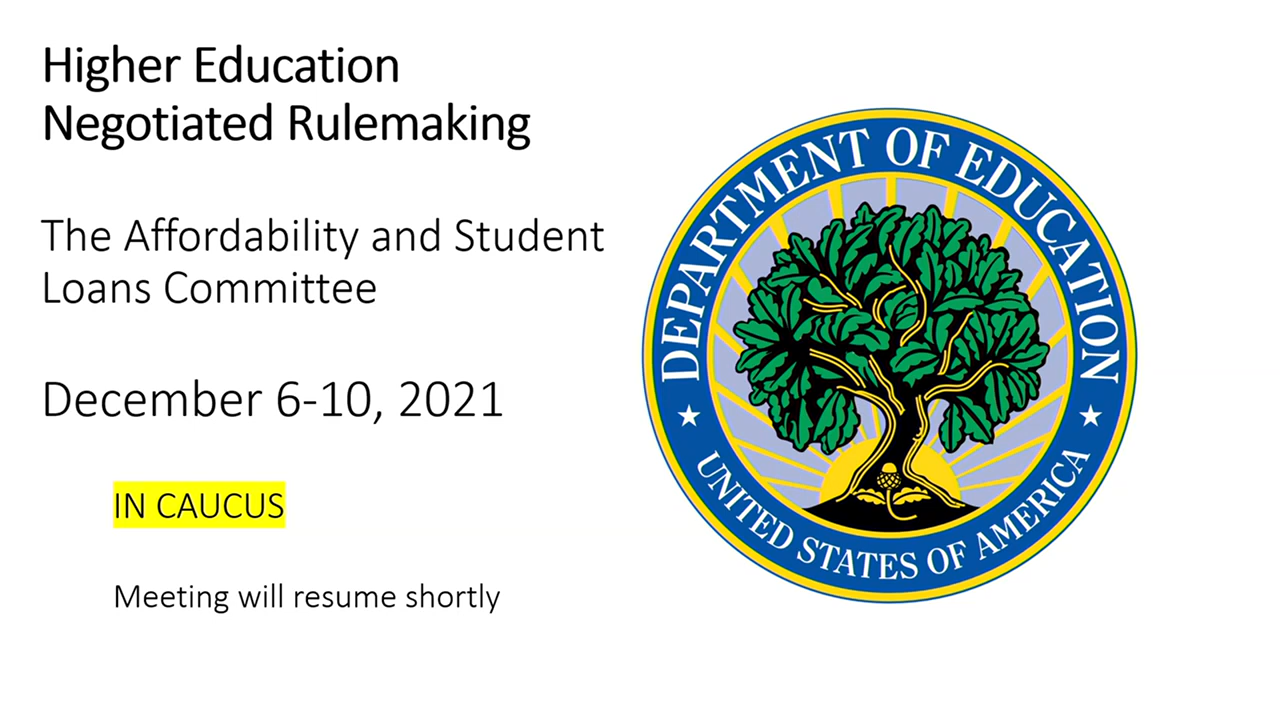 Higher Education
Negotiated Rulemaking
The Affordability and Student
Loans Committee
December 6-10, 2021
IN CAUCUS
Meeting will resume shortly
DEPARTMENT OF EDUCATION
UNITED STATES OF AMERICA